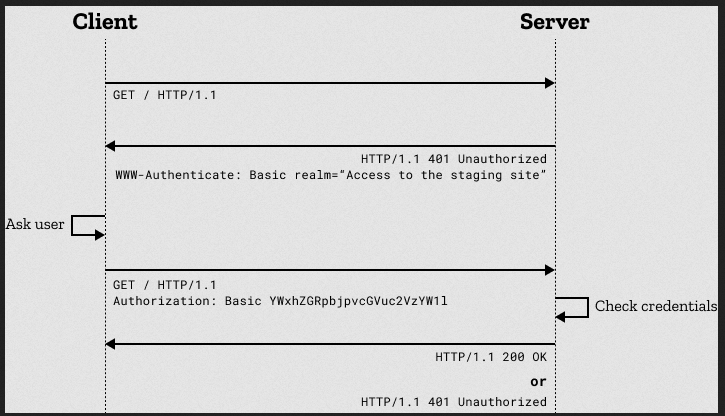 Client
Server
GET / HTTP/1.1
HTTP/1.1 401 Unauthorized
WWW-Authenticate: Basic realm=“Access to the staging site”
Ask user
GET / HTTP/1.1
Authorization: Basic YWxhZGRpbjpvcGVuc2VzYW1l
Check credentials
HTTP/1.1 200 OK
or
HTTP/1.1 401 Unauthorized